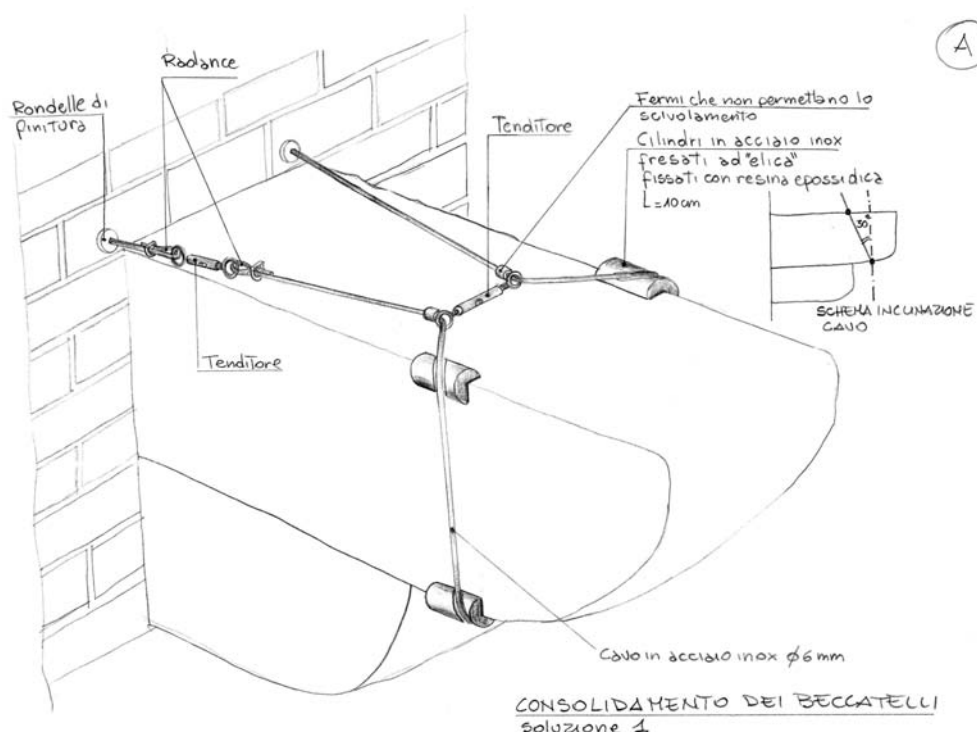 A
Radance
Rondelle di
finitura
Tenditore
Fermi che non permettano lo
scivolamento
Cilindri in acciaio inox
fresati ad "elica"
fissati con resina epossidica
L=10cm
30°
SCHEMA INCLINAZIONE
CAVO
Tenditore
Cavo in acciaio inox φ6mm
CONSOLIDAMENTO DEI BECCATELLI
soluzione 1